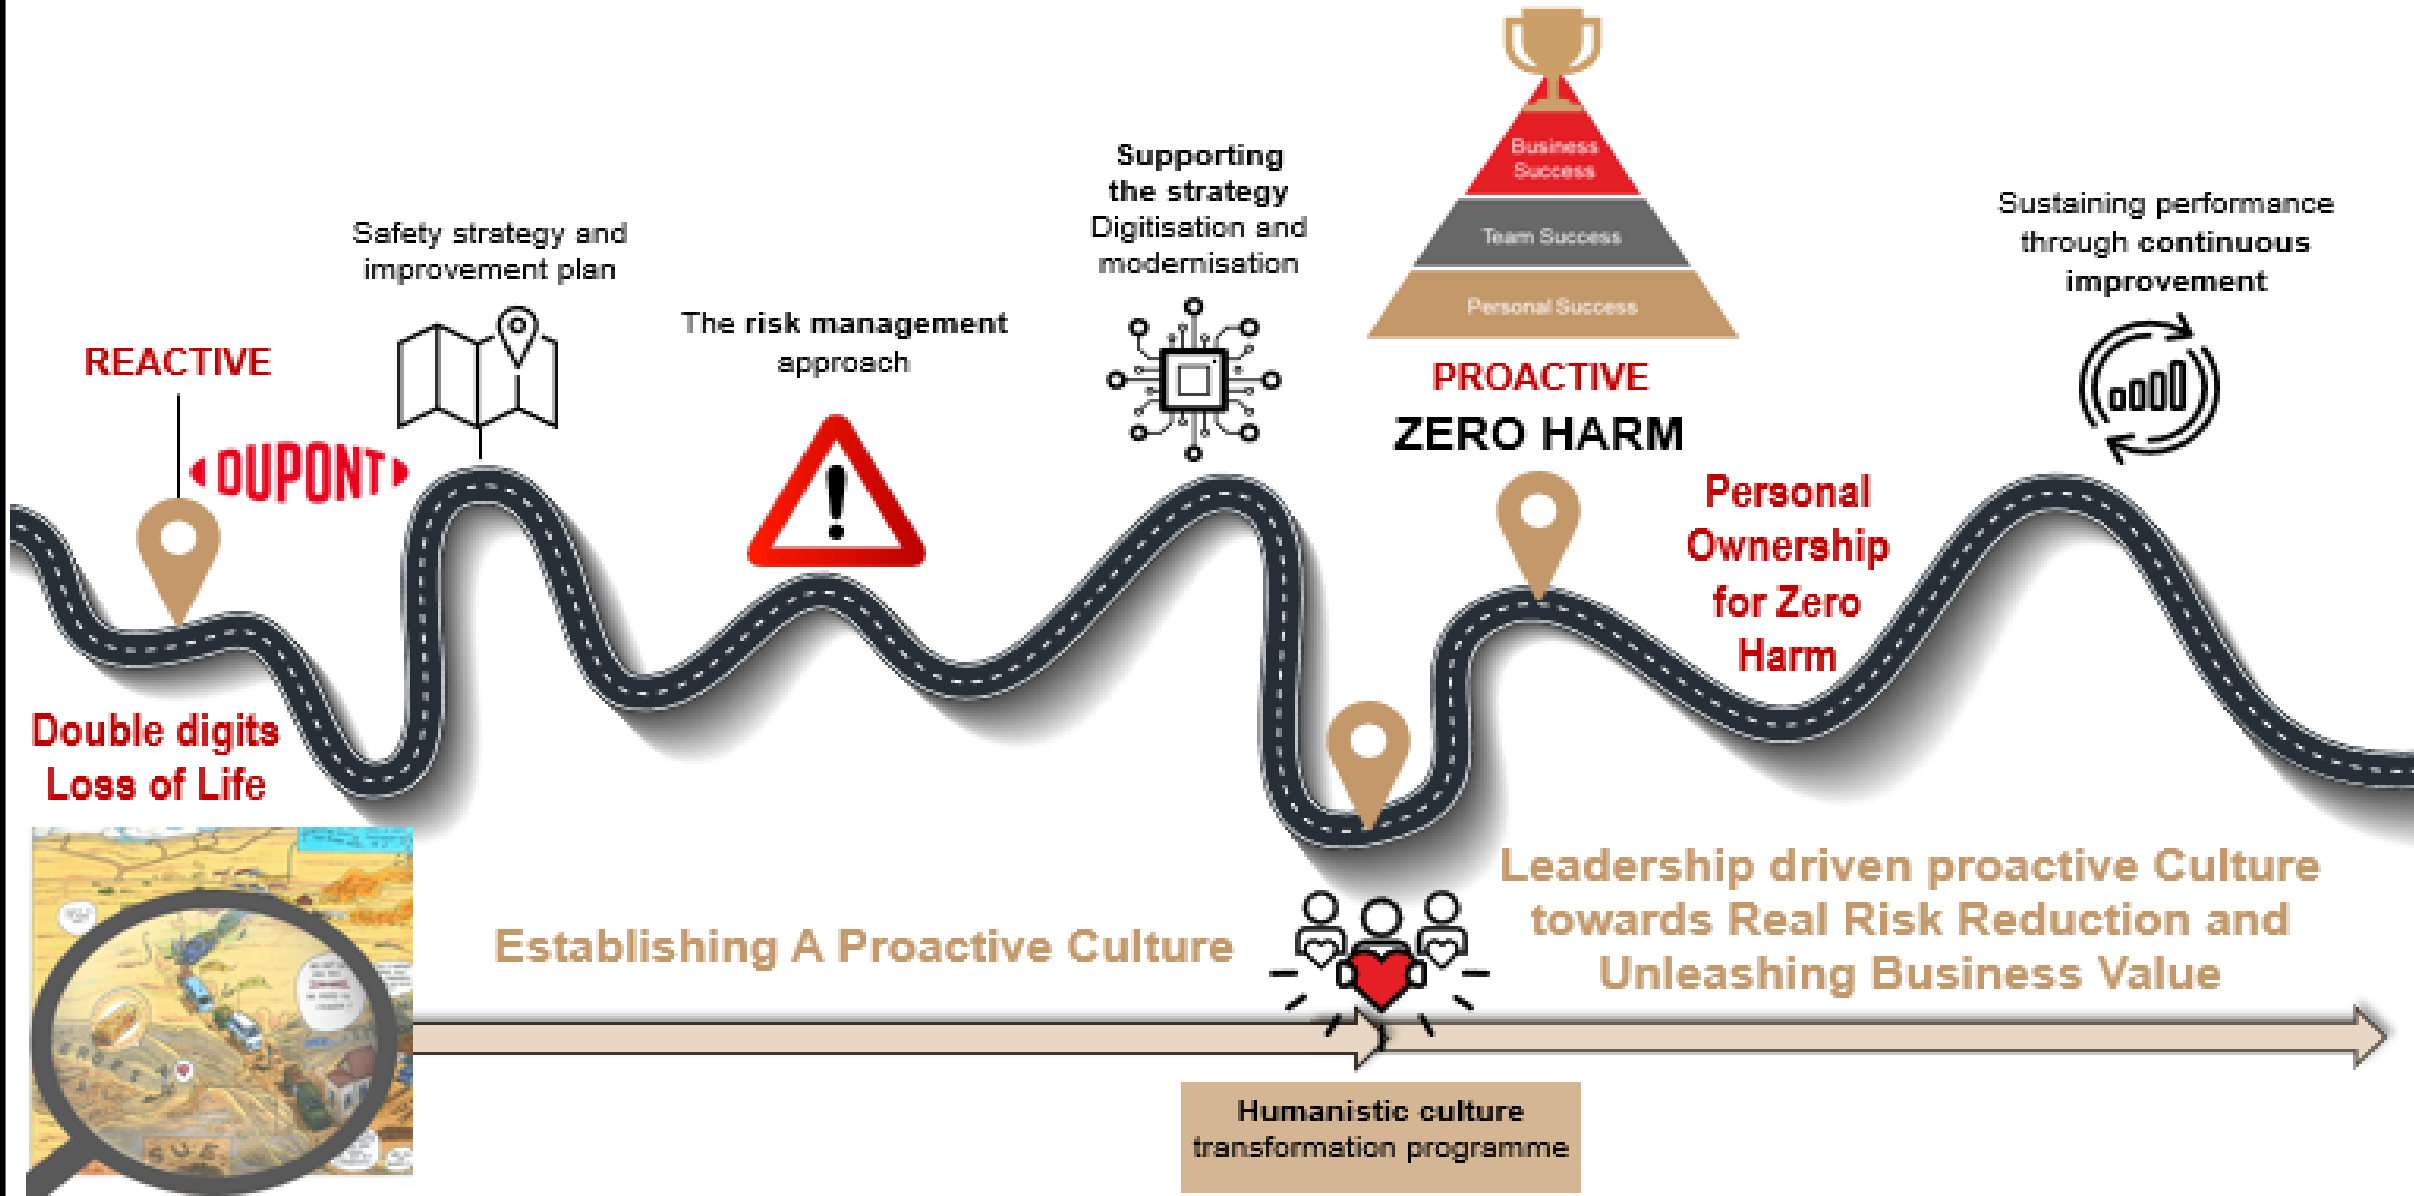 REACTIVE
DUPONT
Double digits
Loss of Life
Safety strategy and
improvement plan
The risk management
approach
Supporting
the strategy
Digitisation and
modernisation
Business
Success
Team Success
Personal Success
PROACTIVE
ZERO HARM
Personal
Ownership
for Zero
Harm
Sustaining performance
through continuous
improvement
Establishing A Proactive Culture
Leadership driven proactive Culture
towards Real Risk Reduction and
Unleashing Business Value
Humanistic culture
transformation programme